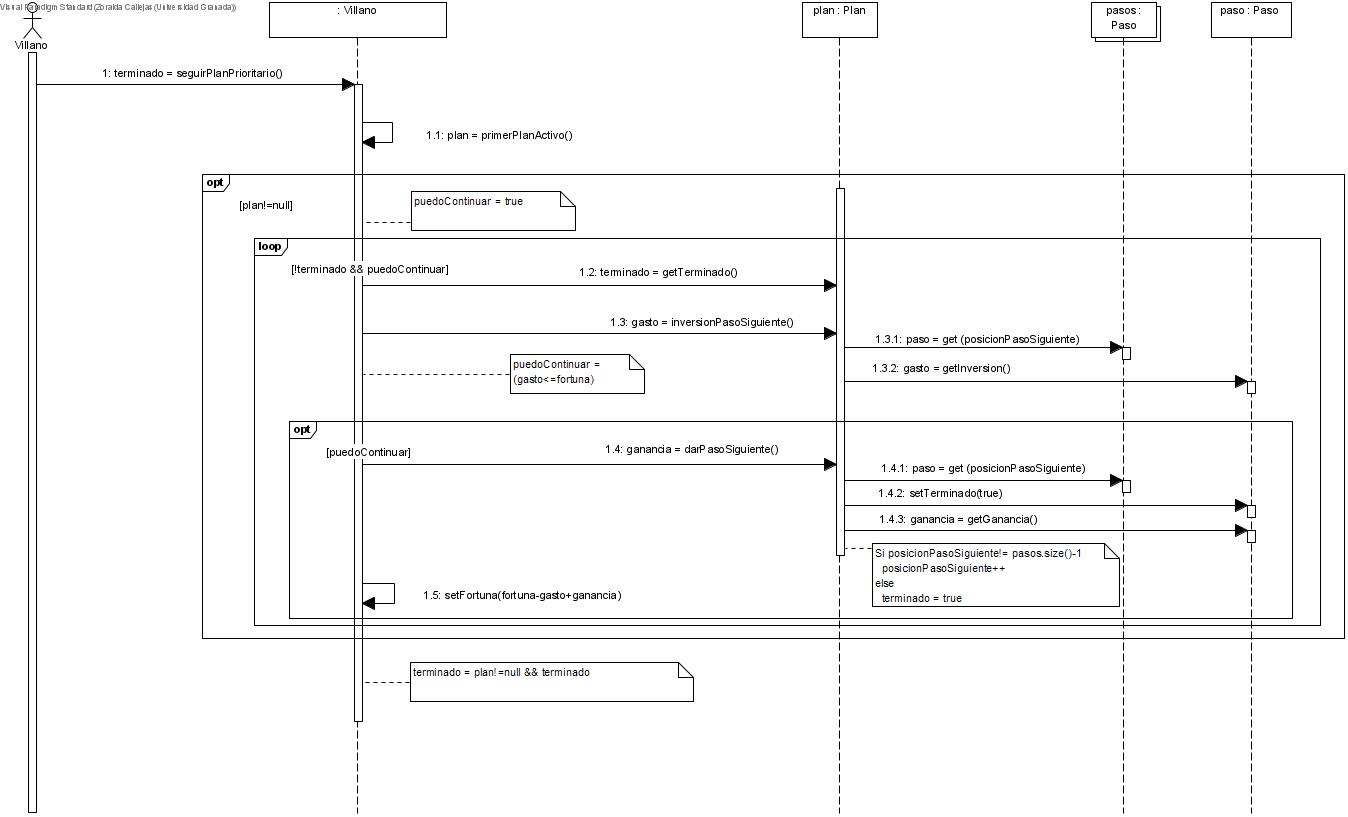 Visual Paradigm Standard (Zoraida Callejas (Universidad Granada))
Villano
: Villano
plan : Plan
pasos :
Paso
paso : Paso
1: terminado = seguirPlanPrioritario()
1.1: plan = primerPlanActivo()
opt
[plan!=null]
puedoContinuar = true
loop
[!terminado && puedoContinuar]
1.2: terminado = getTerminado()
1.3: gasto = inversionPasoSiguiente()
1.3.1: paso = get (posicionPasoSiguiente)
puedoContinuar =
(gasto<=fortuna)
1.3.2: gasto = getInversion()
opt
[puedoContinuar]
1.4: ganancia = darPasoSiguiente()
1.4.1: paso = get (posicionPasoSiguiente)
1.4.2: setTerminado(true)
1.4.3: ganancia = getGanancia()
Si posicionPasoSiguiente!= pasos.size()-1
posicionPasoSiguiente++
else
terminado = true
1.5: setFortuna(fortuna-gasto+ganancia)
terminado = plan!=null && terminado